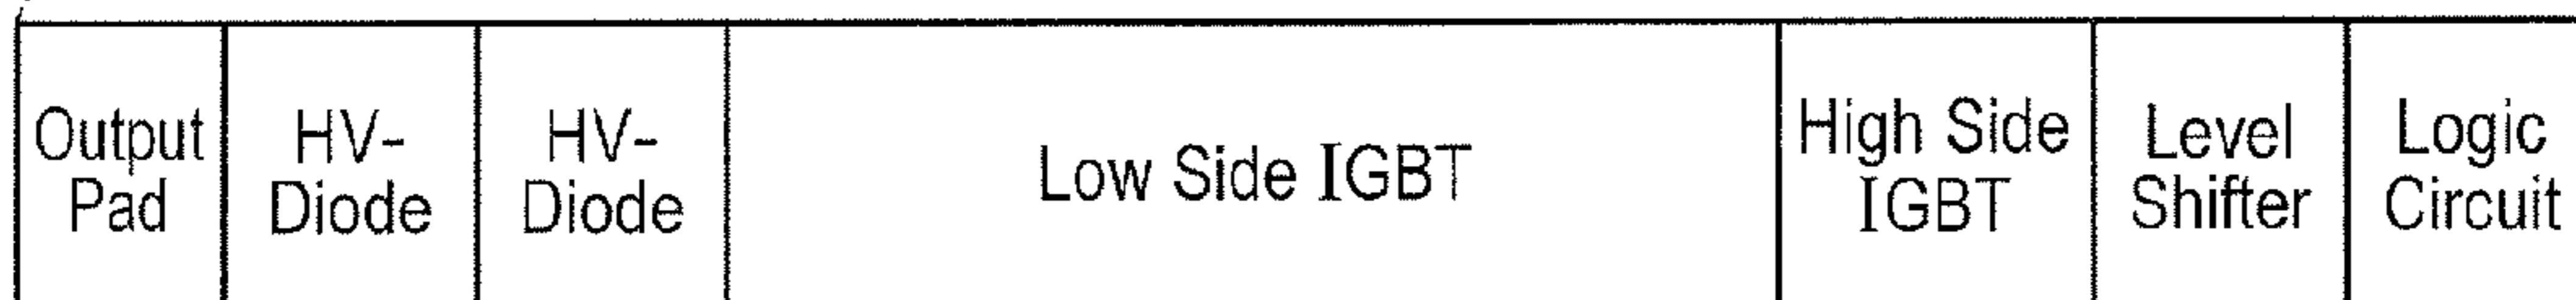 Output
Pad
HV-
Diode
HV-
Diode
Low Side IGBT
High Side
IGBT
Level
Shifter
Logic
Circuit